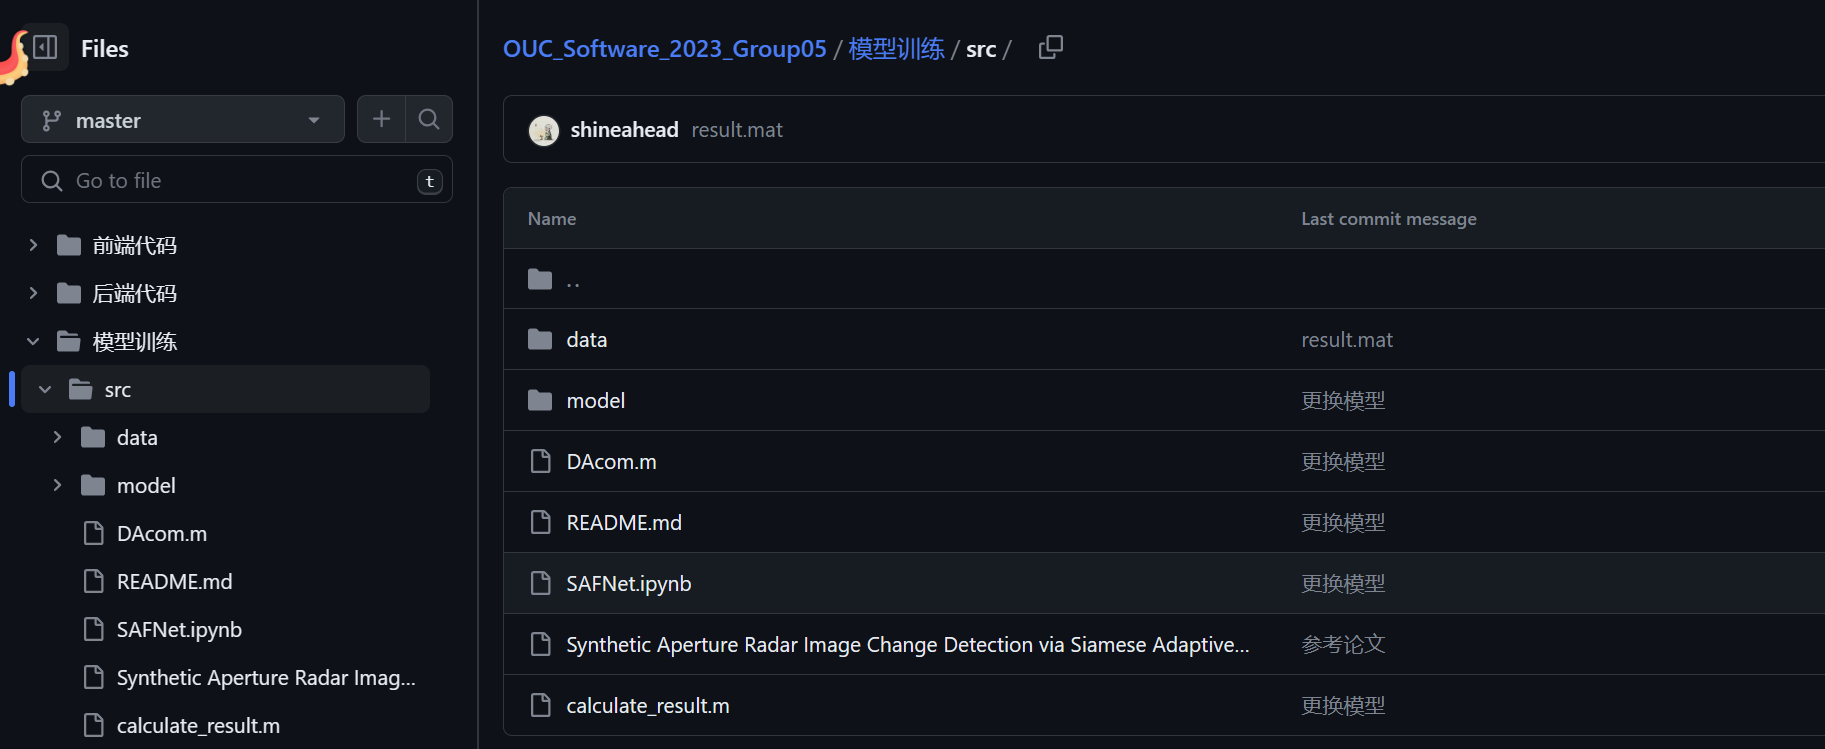 Files
master
Go to file
t
前端代码
后端代码
模型训练
src
data
model
DAcom.m
README.md
SAFNet.ipynb
Synthetic Aperture Radar Imag...
calculate_result.m
OUC_Software_2023_Group05 / 模型训练 / src /
shineahead result.mat
Name Last commit message
..
data result.mat
model 更换模型
DAcom.m 更换模型
README.md 更换模型
SAFNet.ipynb 更换模型
Synthetic Aperture Radar Image Change Detection via Siamese Adaptive... 参考论文
calculate_result.m 更换模型